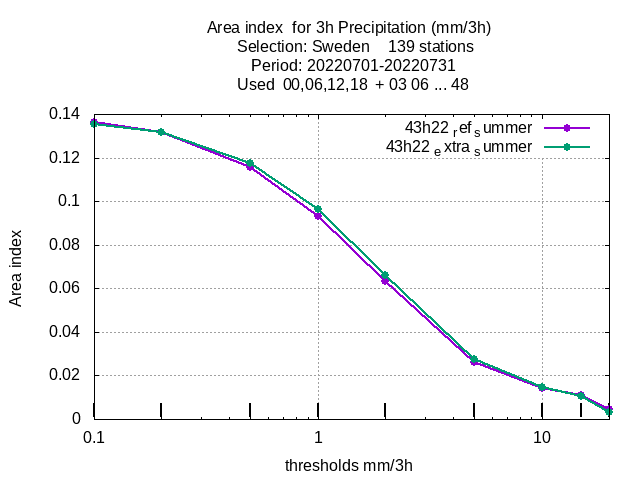 Area index  for 3h Precipitation (mm/3h)
Selection: Sweden    139 stations
Period: 20220701-20220731
Used  00,06,12,18  + 03 06 ... 48
43h22 ref summer
43h22 extra summer
0.14
0.12
0.1
0.08
0.06
0.04
0.02
0
Area index
0.1 1 10
thresholds mm/3h